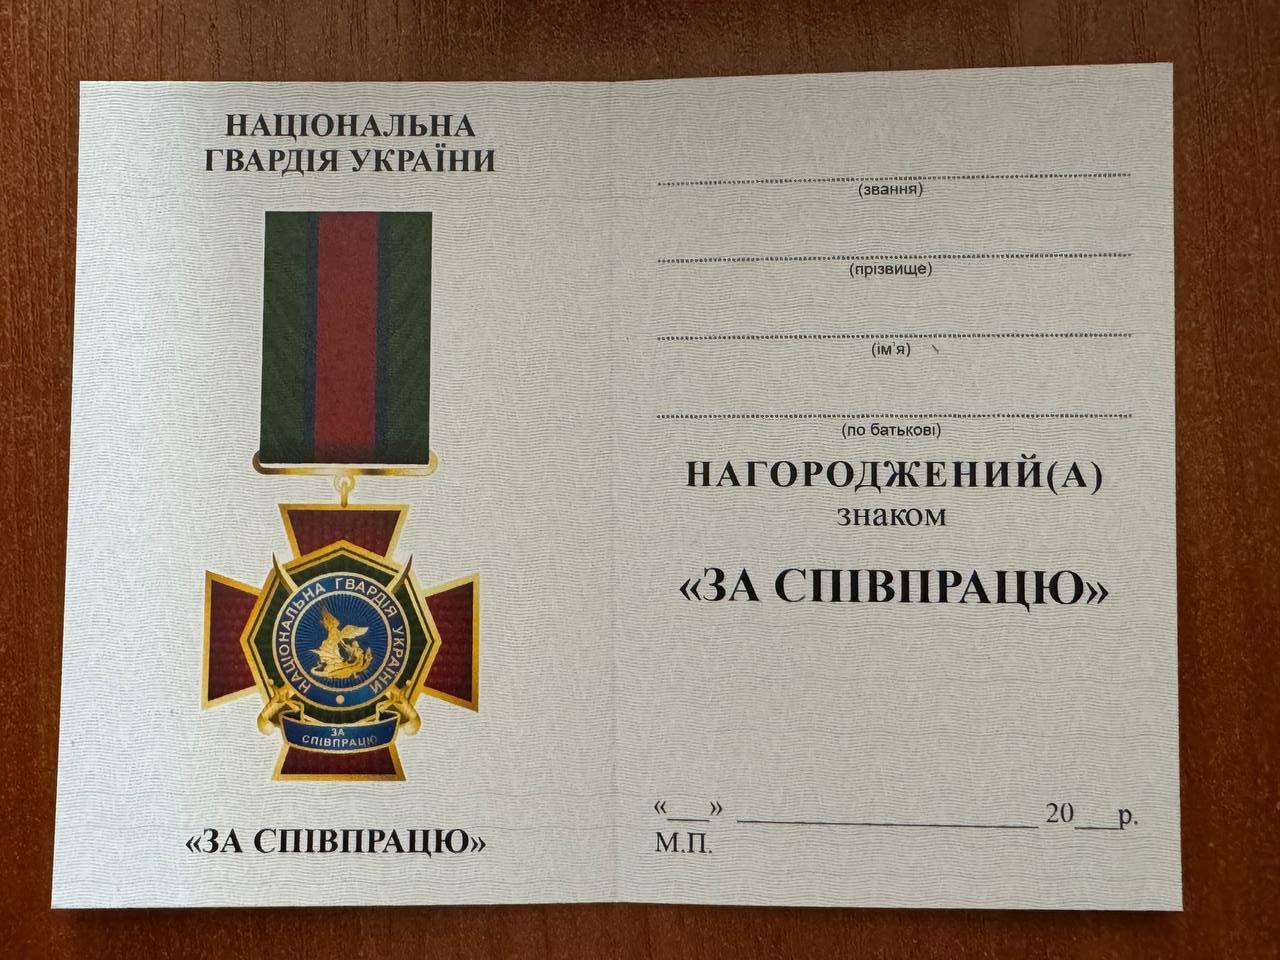 НАЦІОНАЛЬНА
ГВАРДІЯ УКРАЇНИ
НАЦІОНАЛЬНА ГВАРДІЯ УКРАЇНИ
ЗА
СПІВПРАЦЮ
«ЗА СПІВПРАЦЮ»
(звання)
(прізвище)
(ім'я)
(по батькові)
НАГОРОДЖЕНИЙ(А)
знаком
«ЗА СПІВПРАЦЮ»
«___» ______________________ 20___р.
М.П.